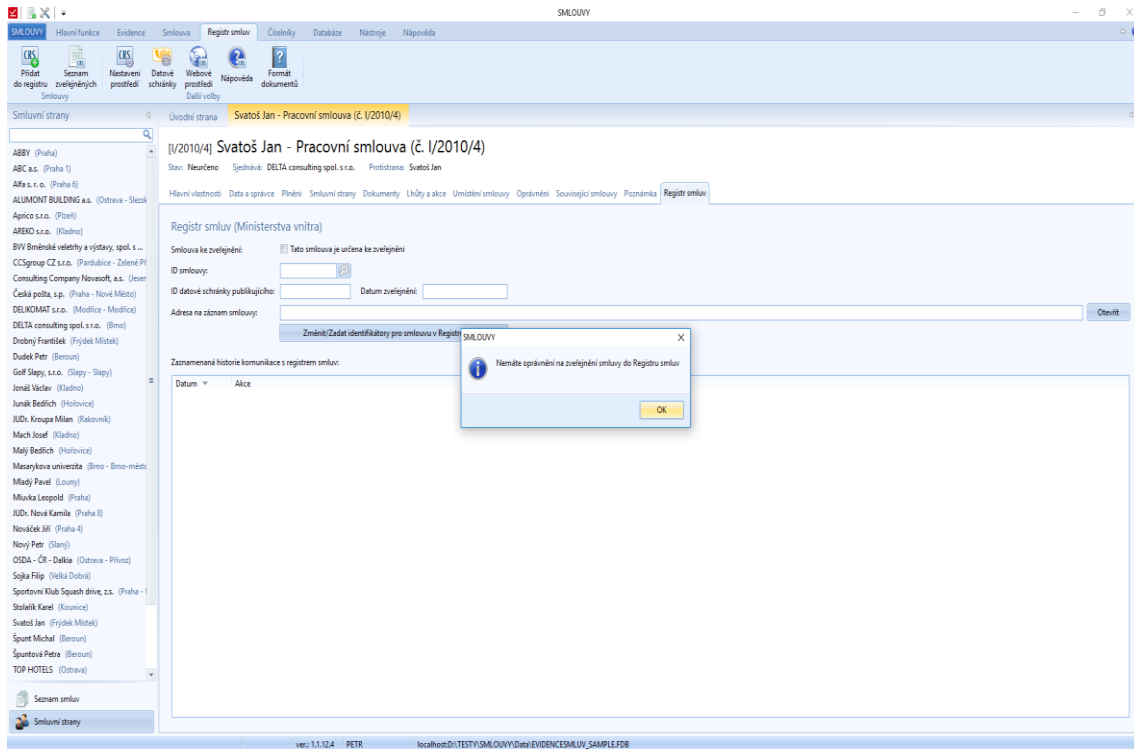 SMLOUVY
SMLOUVY Hlavní funkce Evidence Smlouva Registr smluv Číselníky Databáze Nástroje Nápověda
CRS CRS
Přidat do registru
Seznam zveřejněných
Nastavení prostředí
Datové schránky
Webové prostředí
Nápověda
Formát dokumentů
Smlouvy Další volby
Smluvní strany
Úvodní strana Svatoš Jan - Pracovní smlouva (č. I/2010/4)
ABBY (Praha)
ABC a.s. (Praha 1)
Alfa s. r. o. (Praha 6)
ALUMONT BUILDING a.s. (Ostrava - Slezsk
Aprico s.r.o. (Plzeň)
AREKO s.r.o. (Kladno)
BVV Brněnské veletrhy a výstavy, spol. s ...
CCSgroup CZ s.r.o. (Pardubice - Zelené Př
Consulting Company Novasoft, a.s. (Jeser
Česká pošta, s.p. (Praha - Nové Město)
DELIKOMAT s.r.o. (Modřice - Modřice)
DELTA consulting spol. s r.o. (Brno)
Drobný František (Frýdek Místek)
Dudek Petr (Beroun)
Golf Slapy, s.r.o. (Slapy - Slapy)
Jonáš Václav (Kladno)
Junák Bedřich (Hořovice)
JUDr. Kroupa Milan (Rakovník)
Mach Josef (Kladno)
Malý Bedřich (Hořovice)
Masarykova univerzita (Brno - Brno-měste
Mladý Pavel (Louny)
Mluvka Leopold (Praha)
JUDr. Nová Kamila (Praha 8)
Nováček Jiří (Praha 4)
Nový Petr (Slaný)
OSDA - ČR - Dalkia (Ostrava - Přívoz)
Sojka Filip (Velká Dobrá)
Sportovní Klub Squash drive, z.s. (Praha -
Stolařík Karel (Kounice)
Svatoš Jan (Frýdek Místek)
Špunt Michal (Beroun)
Špuntová Petra (Beroun)
TOP HOTELS (Ostrava)
Seznam smluv
Smluvní strany
[I/2010/4] Svatoš Jan - Pracovní smlouva (č. I/2010/4)
Stav: Neurčeno Sjednává: DELTA consulting spol. s r.o. Protistrana: Svatoš Jan
Hlavní vlastnosti Data a správce Plnění Smluvní strany Dokumenty Lhůty a akce Umístění smlouvy Oprávnění Související smlouvy Poznámka Registr smluv
Registr smluv (Ministerstva vnitra)
Smlouva ke zveřejnění: Tato smlouva je určena ke zveřejnění
ID smlouvy:
ID datové schránky publikujícího: Datum zveřejnění:
Adresa na záznam smlouvy: Otevřít
Změnit/Zadat identifikátory pro smlouvu v Registr
Zaznamenaná historie komunikace s registrem smluv:
Datum Akce
SMLOUVY
Nemáte oprávnění na zveřejnění smluvy do Registru smluv
OK
ver.: 1.1.12.4 PETR localhost:D:\TESTY\SMLOUVY\Data\EVIDENCESMLUV_SAMPLE.FDB